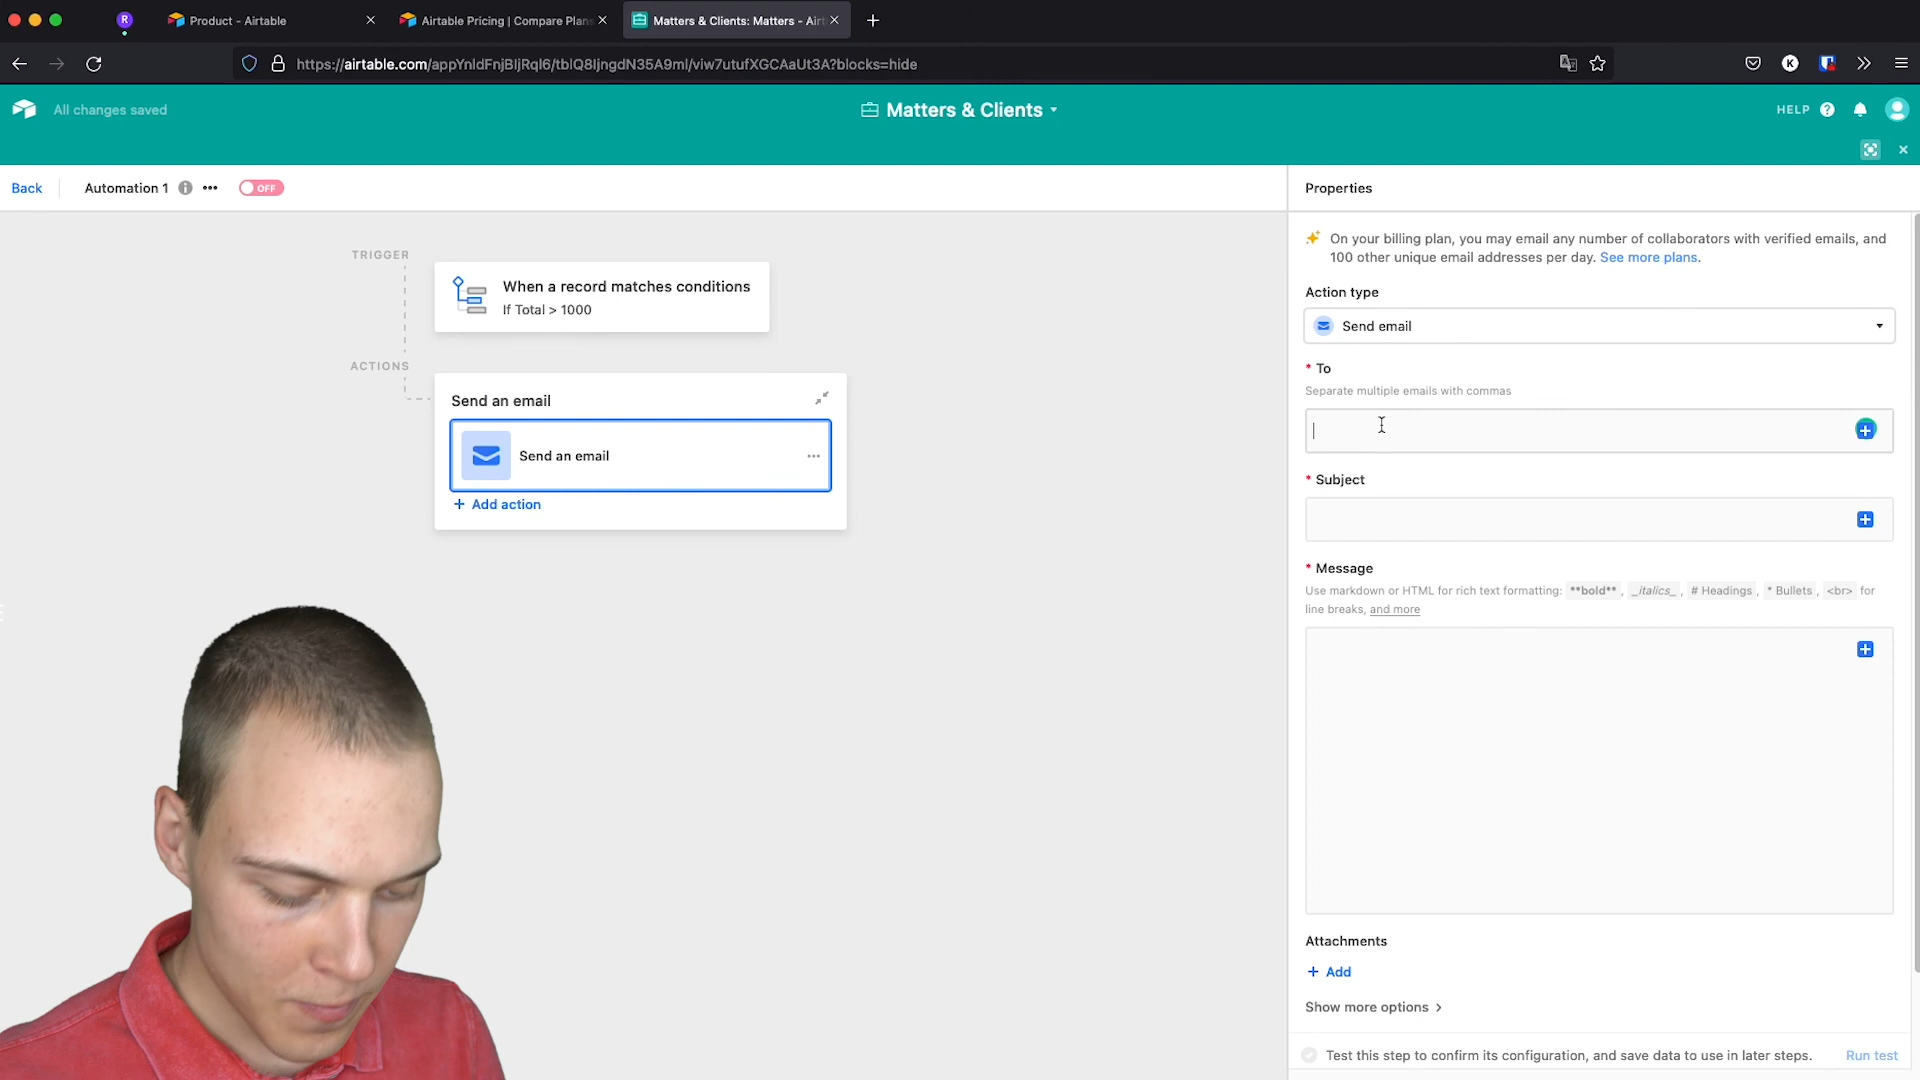 R
Product - Airtable
Airtable Pricing | Compare Plans
Matters & Clients: Matters - Airt
https://airtable.com/appYnIdFnjBIjRqI6/tblQ8IjngdN35A9mI/viw7utufXGCAaUt3A?blocks=hide
K
All changes saved
Matters & Clients
HELP ?
Back
Automation 1
OFF
Properties
TRIGGER
When a record matches conditions
If Total > 1000
ACTIONS
Send an email
Send an email
+ Add action
On your billing plan, you may email any number of collaborators with verified emails, and
100 other unique email addresses per day. See more plans.
Action type
Send email
* To
Separate multiple emails with commas
* Subject
* Message
Use markdown or HTML for rich text formatting: **bold** , _italics_ , # Headings , * Bullets , <br> for
line breaks, and more
Attachments
+ Add
Show more options >
Test this step to confirm its configuration, and save data to use in later steps.
Run test